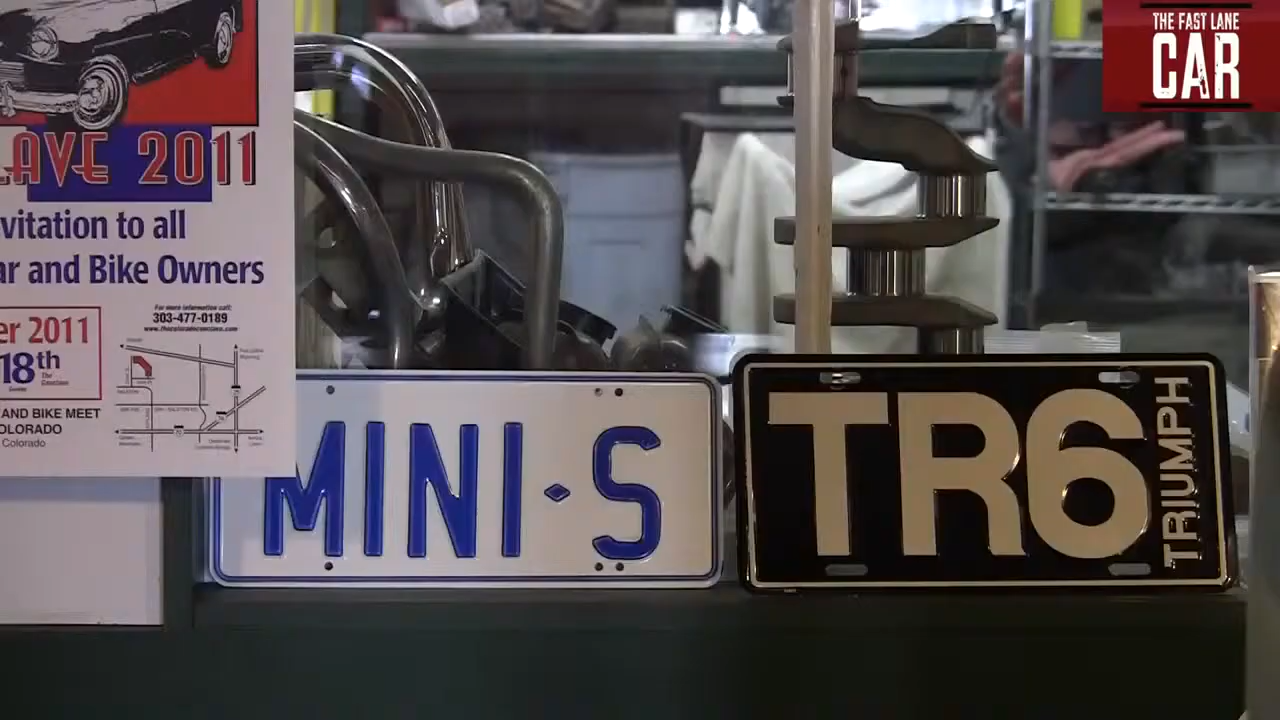 AVE 2011
vitation to all
ar and Bike Owners
er 2011
18th
For more information call:
303-477-0189
AND BIKE MEET
OLORADO
Colorado
MINI S
TR6
TRIUMPH
THE FAST LANE
CAR